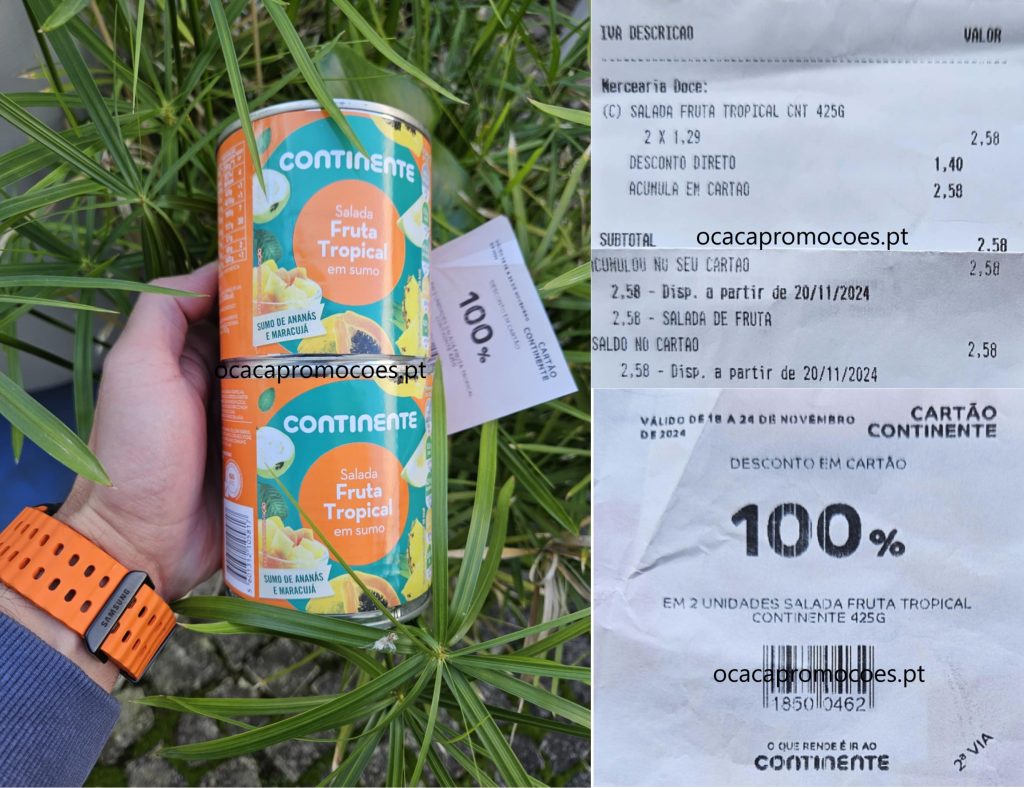 CONTINENTE
Salada
Fruta
Tropical
em sumo
SUMO DE ANANÁS
E MARACUJÁ
ocacapromocoes.pt
CONTINENTE
Salada
Fruta
Tropical
em sumo
SUMO DE ANANÁS
E MARACUJÁ
SAMSUNG
CARTÃO
CONTINENTE
DESCONTO EM CARTÃO
100%
IVA DESCRICAO VALOR
Mercearia Doce:
(C) SALADA FRUTA TROPICAL CNT 425G
2 X 1,29 2,58
DESCONTO DIRETO 1,40
ACUMULA EM CARTAO 2,58
ocacapromocoes.pt
SUBTOTAL 2,58
ACUMULOU NO SEU CARTAO 2,58
2,58 - Disp. a partir de 20/11/2024
2,58 - SALADA DE FRUTA
SALDO NO CARTAO 2,58
2,58 - Disp. a partir de 20/11/2024
VÁLIDO DE 18 A 24 DE NOVEMBRO
DE 2024
CARTÃO
CONTINENTE
DESCONTO EM CARTÃO
100%
EM 2 UNIDADES SALADA FRUTA TROPICAL
CONTINENTE 425G
ocacapromocoes.pt
1850 0462
O QUE RENDE É IR AO
CONTINENTE
2ª VIA